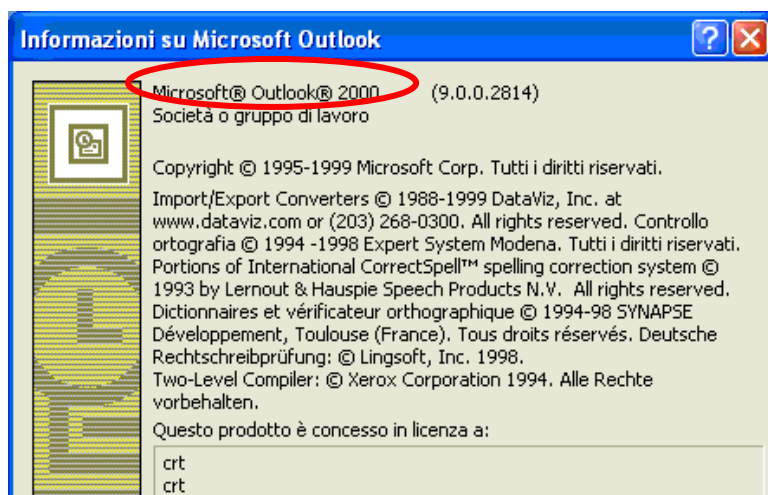 Informazioni su Microsoft Outlook
Microsoft® Outlook® 2000 (9.0.0.2814)
Società o gruppo di lavoro
Copyright © 1995-1999 Microsoft Corp. Tutti i diritti riservati.
Import/Export Converters © 1988-1999 DataViz, Inc. at
www.dataviz.com or (203) 268-0300. All rights reserved. Controllo
ortografia © 1994 -1998 Expert System Modena. Tutti i diritti riservati.
Portions of International CorrectSpell™ spelling correction system ©
1993 by Lernout & Hauspie Speech Products N.V. All rights reserved.
Dictionnaires et vérificateur orthographique © 1994-98 SYNAPSE
Développement, Toulouse (France). Tous droits réservés. Deutsche
Rechtschreibprüfung: © Lingsoft, Inc. 1998.
Two-Level Compiler: © Xerox Corporation 1994. Alle Rechte
vorbehalten.
Questo prodotto è concesso in licenza a:
crt
crt